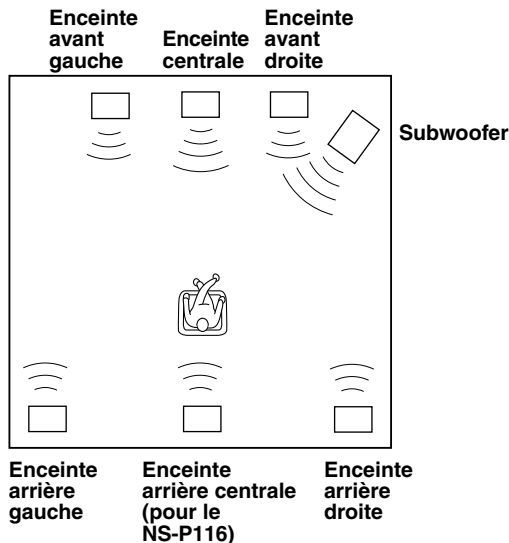 Enceinte
avant
gauche
Enceinte
centrale
Enceinte
avant
droite
Subwoofer
Enceinte
arrière
gauche
Enceinte
arrière centrale
(pour le
NS-P116)
Enceinte
arrière
droite